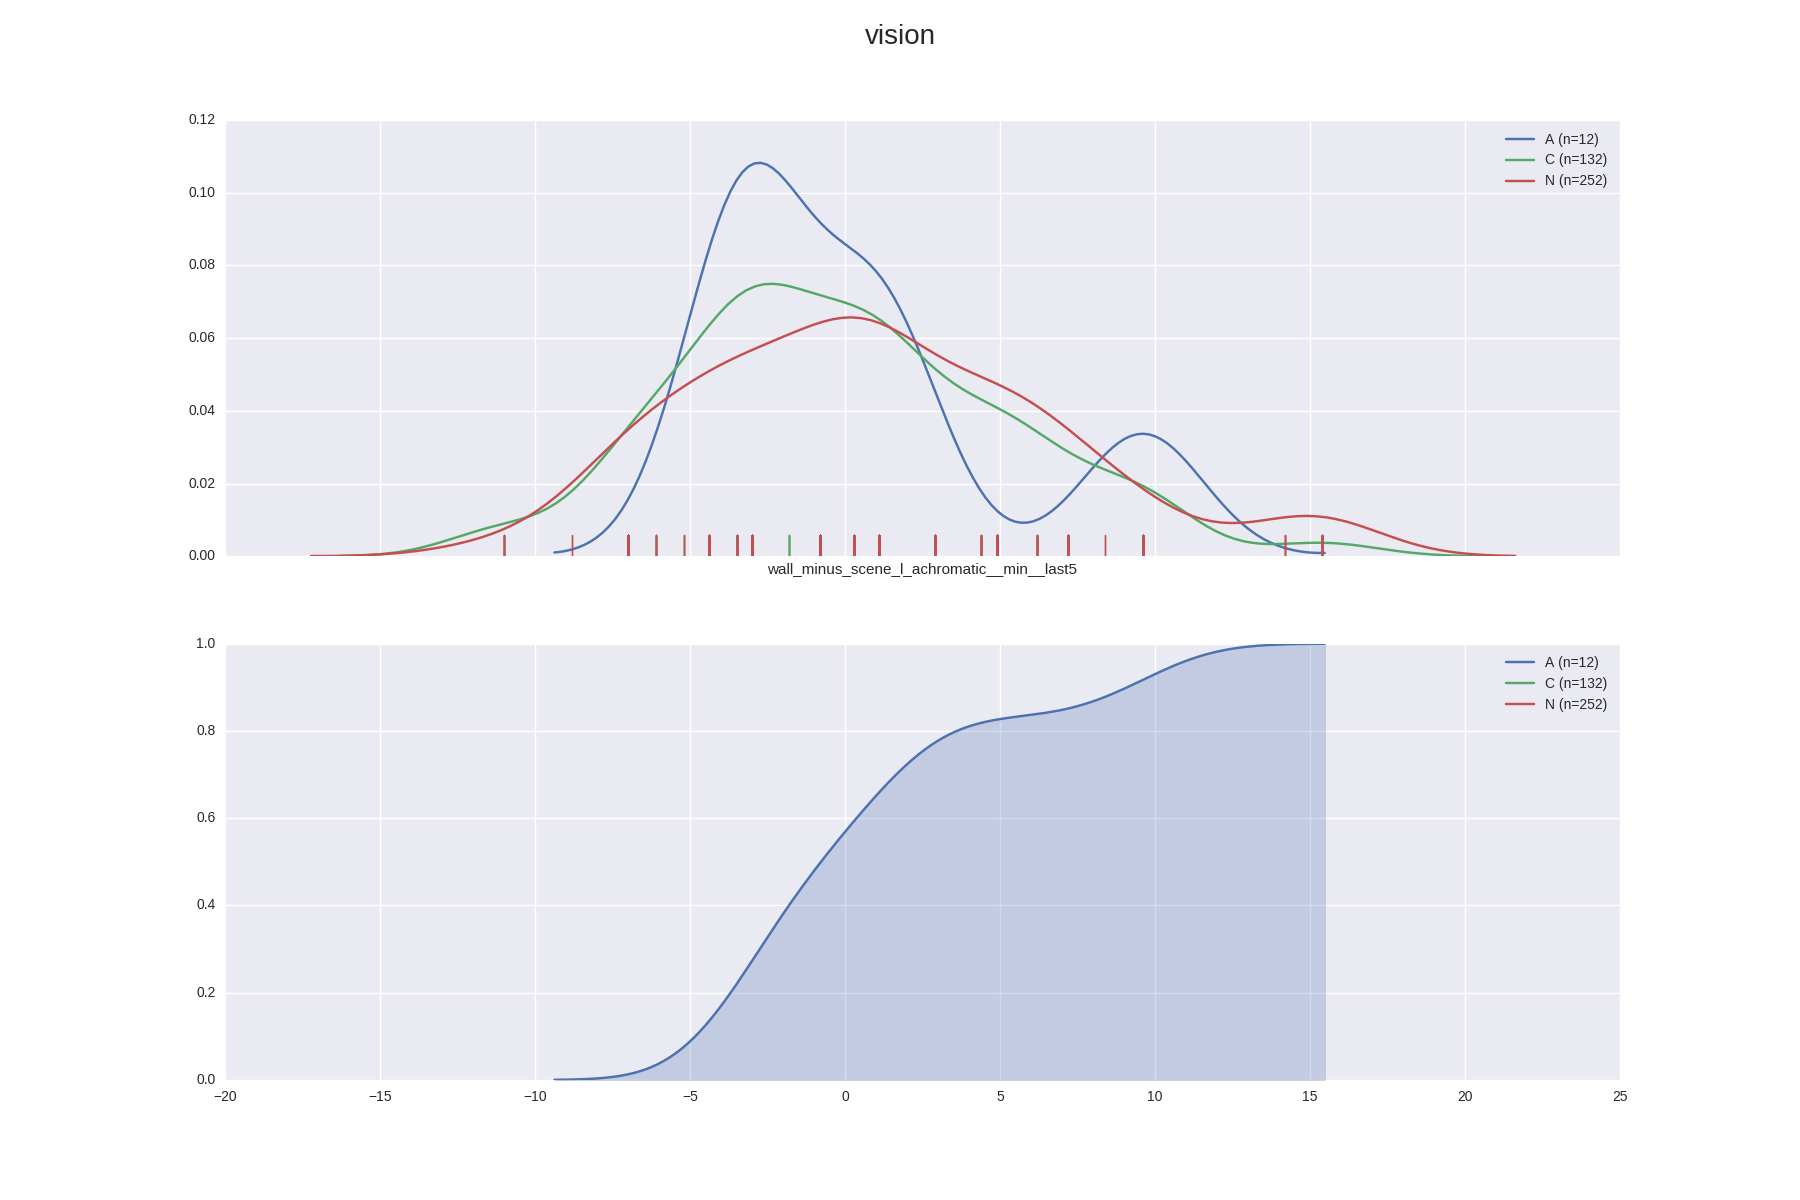 vision
0.12
0.10
0.08
0.06
0.04
0.02
0.00
A (n=12)
C (n=132)
N (n=252)
wall_minus_scene_l_achromatic__min__last5
1.0
0.8
0.6
0.4
0.2
0.0
A (n=12)
C (n=132)
N (n=252)
−20 −15 −10 −5 0 5 10 15 20 25